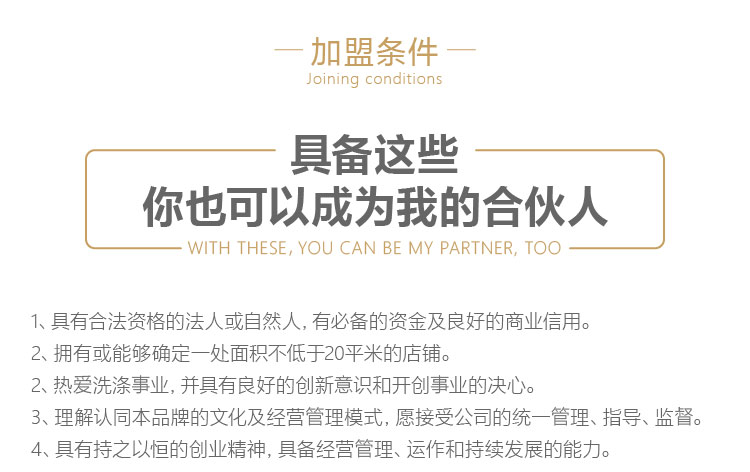 加盟条件
Joining conditions
具备这些
你也可以成为我的合伙人
WITH THESE, YOU CAN BE MY PARTNER, TOO
1、具有合法资格的法人或自然人，有必备的资金及良好的商业信用。
2、拥有或能够确定一处面积不低于20平米的店铺。
2、热爱洗涤事业，并具有良好的创新意识和开创事业的决心。
3、理解认同本品牌的文化及经营管理模式，愿接受公司的统一管理、指导、监督。
4、具有持之以恒的创业精神，具备经营管理、运作和持续发展的能力。